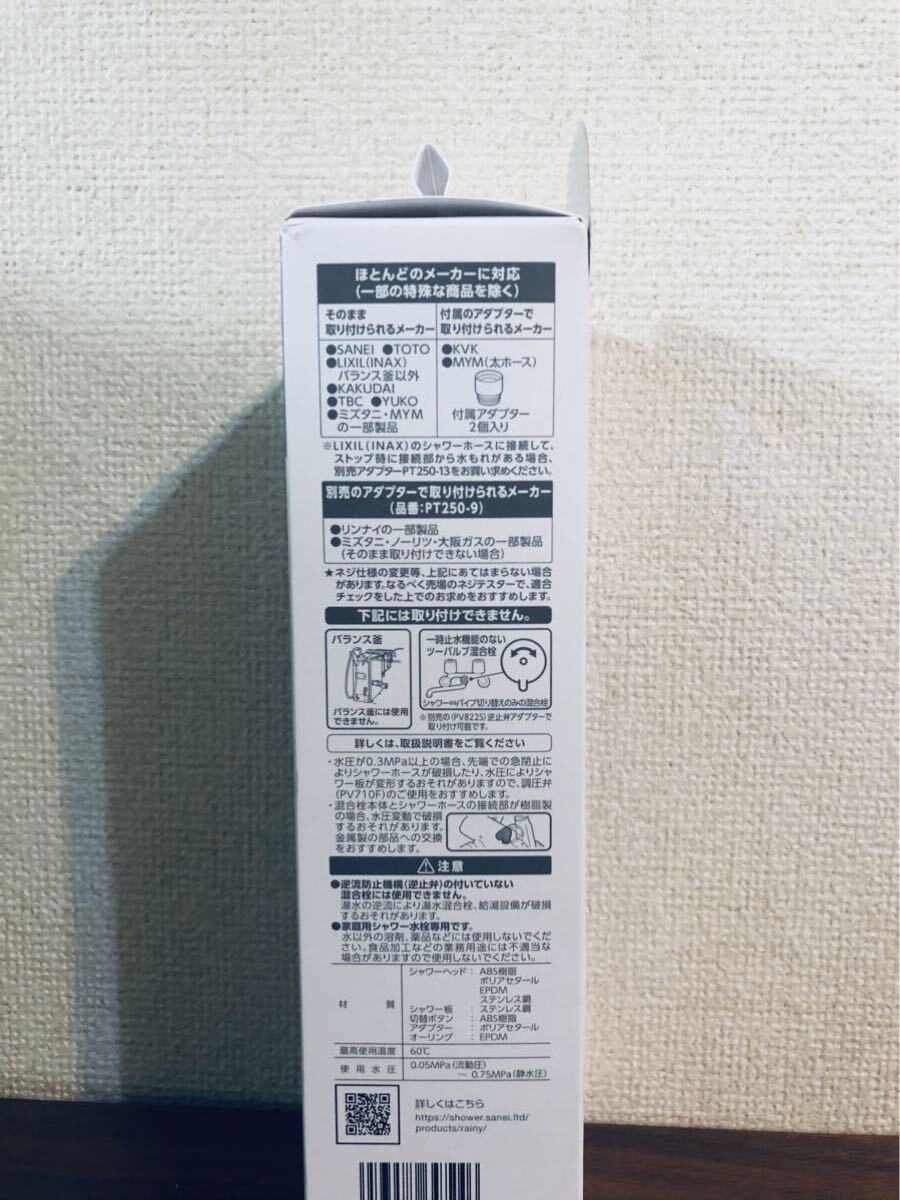 ほとんどのメーカーに対応
(一部の特殊な商品を除く)
そのまま
取り付けられるメーカー
●SANEI ●TOTO
●LIXIL(INAX)
バランス釜以外
●KAKUDAI
●TBC ●YUKO
●ミズタニ・MYM
の一部製品
付属のアダプターで
取り付けられるメーカー
●KVK
●MYM(太ホース)
付属アダプター
2個入り
※LIXIL(INAX)のシャワーホースに接続して、
ストップ時に接続部から水もれがある場合、
別売アダプターPT250-13をお買い求めください。
別売のアダプターで取り付けられるメーカー
(品番:PT250-9)
●リンナイの一部製品
●ミズタニ・ノーリツ・大阪ガスの一部製品
(そのまま取り付けできない場合)
★ネジ仕様の変更等、上記にあてはまらない場合
があります。なるべく売場のネジテスターで、適合
チェックをした上でのお求めをおすすめします。
下記には取り付けできません。
バランス釜
バランス釜には使用
できません。
一時止水機能のない
ツーバルブ混合栓
シャワー⇔パイプ切り替えのみの混合栓
※別売の(PV822S)逆止弁アダプターで
取り付け可能です。
詳しくは、取扱説明書をご覧ください
・水圧が0.3MPa以上の場合、先端での急閉止に
よりシャワーホースが破損したり、水圧によりシャ
ワー板が変形するおそれがありますので、調圧弁
(PV710F)のご使用をおすすめします。
・混合栓本体とシャワーホースの接続部が樹脂製
の場合、水圧変動で破損
するおそれがあります。
金属製の部品への交換
をおすすめします。
⚠注意
●逆流防止機構(逆止弁)の付いていない
混合栓には使用できません。
湯水の逆流により湯水混合栓、給湯設備が破損
するおそれがあります。
●家庭用シャワー水栓専用です。
水以外の溶剤、薬品などには使用しないでくだ
さい。食品加工などの業務用途には不適当な
場合がありますので使用しないでください。
材質
シャワーヘッド:ABS樹脂
ポリアセタール
EPDM
ステンレス鋼
シャワー板:ステンレス鋼
切替ボタン:ABS樹脂
アダプター:ポリアセタール
オーリング:EPDM
最高使用温度 60℃
使用水圧 0.05MPa(流動圧)
～0.75MPa(静水圧)
詳しくはこちら
https://shower.sanei.ltd/
products/rainy/